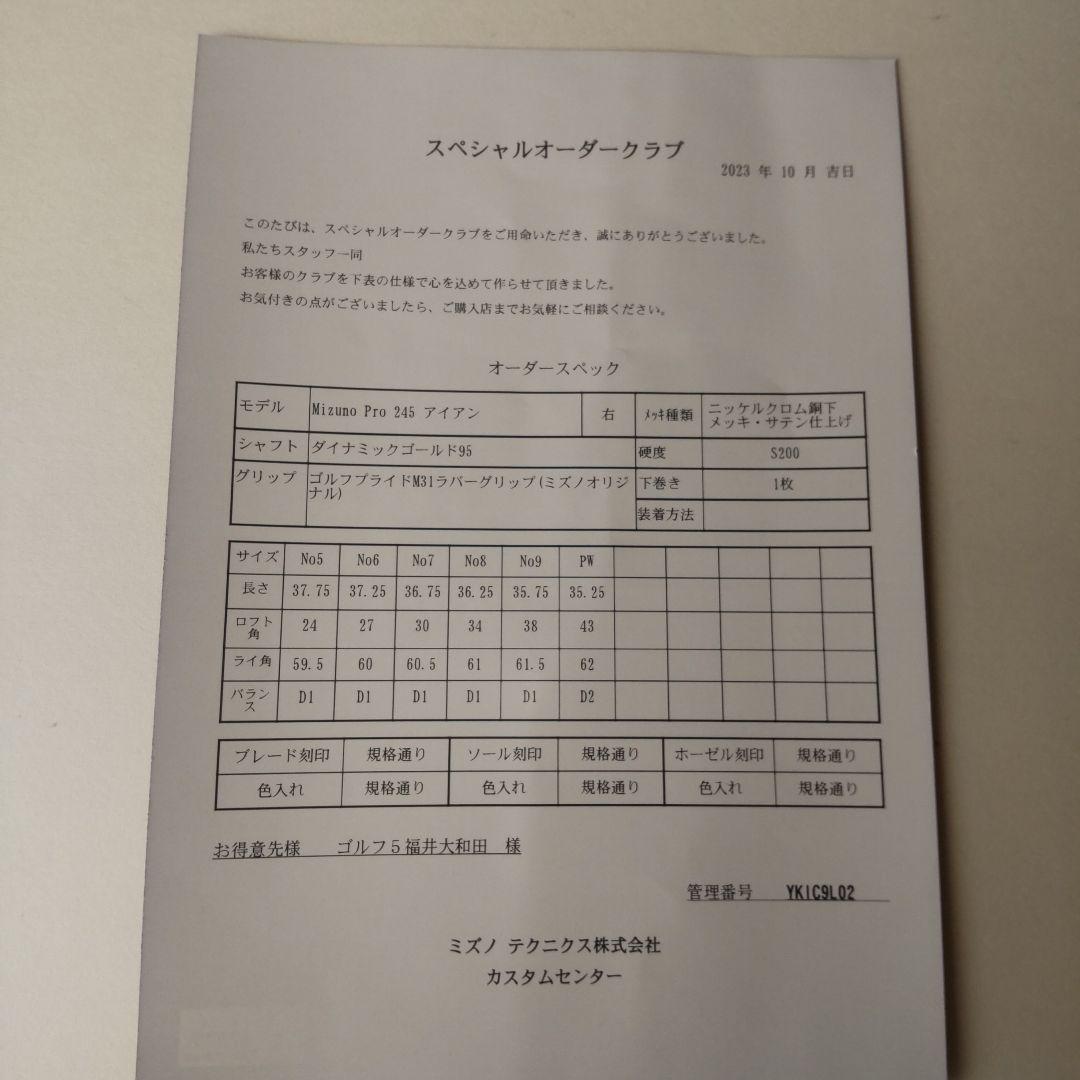 スペシャルオーダークラブ
2023 年 10 月 吉日
このたびは、スペシャルオーダークラブをご用命いただき、誠にありがとうございました。
私たちスタッフ一同
お客様のクラブを下表の仕様で心を込めて作らせて頂きました。
お気付きの点がございましたら、ご購入店までお気軽にご相談ください。
オーダースペック
モデル Mizuno Pro 245 アイアン 右 ﾒｯｷ種類 ニッケルクロム銅下
メッキ・サテン仕上げ
シャフト ダイナミックゴールド95 硬度 S200
グリップ ゴルフプライドM31ラバーグリップ(ミズノオリジ
ナル) 下巻き 1枚
装着方法
サイズ No5 No6 No7 No8 No9 PW
長さ 37.75 37.25 36.75 36.25 35.75 35.25
ロフト
角 24 27 30 34 38 43
ライ角 59.5 60 60.5 61 61.5 62
バラン
ス D1 D1 D1 D1 D1 D2
ブレード刻印 規格通り ソール刻印 規格通り ホーゼル刻印 規格通り
色入れ 規格通り 色入れ 規格通り 色入れ 規格通り
お得意先様 ゴルフ５福井大和田 様
管理番号 YKIC9L02
ミズノ テクニクス株式会社
カスタムセンター